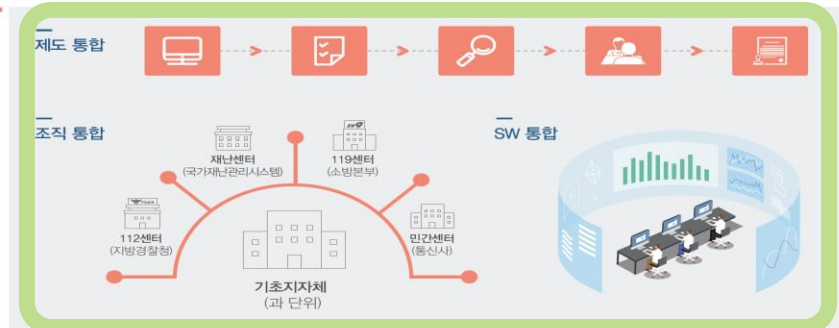 제도 통합
조직 통합
SW 통합
재난센터
(국가재난관리시스템)
119센터
(소방본부)
112센터
(지방경찰청)
민간센터
(통신사)
기초지자체
(과 단위)